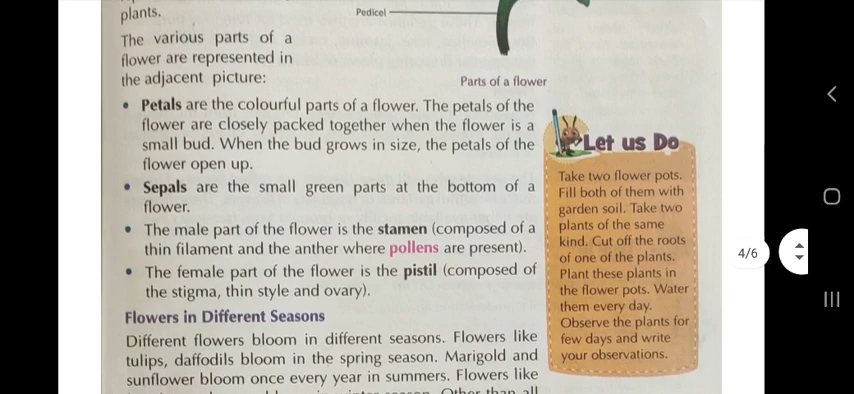 plants.
Pedicel
The various parts of a
flower are represented in
the adjacent picture:
Parts of a flower
• Petals are the colourful parts of a flower. The petals of the
flower are closely packed together when the flower is a
small bud. When the bud grows in size, the petals of the
flower open up.
• Sepals are the small green parts at the bottom of a
flower.
• The male part of the flower is the stamen (composed of a
thin filament and the anther where pollens are present).
• The female part of the flower is the pistil (composed of
the stigma, thin style and ovary).
Flowers in Different Seasons
Different flowers bloom in different seasons. Flowers like
tulips, daffodils bloom in the spring season. Marigold and
sunflower bloom once every year in summers. Flowers like
season. Other than all
Let us Do
Take two flower pots.
Fill both of them with
garden soil. Take two
plants of the same
kind. Cut off the roots
of one of the plants.
Plant these plants in
the flower pots. Water
them every day.
Observe the plants for
few days and write
your observations.
4/6